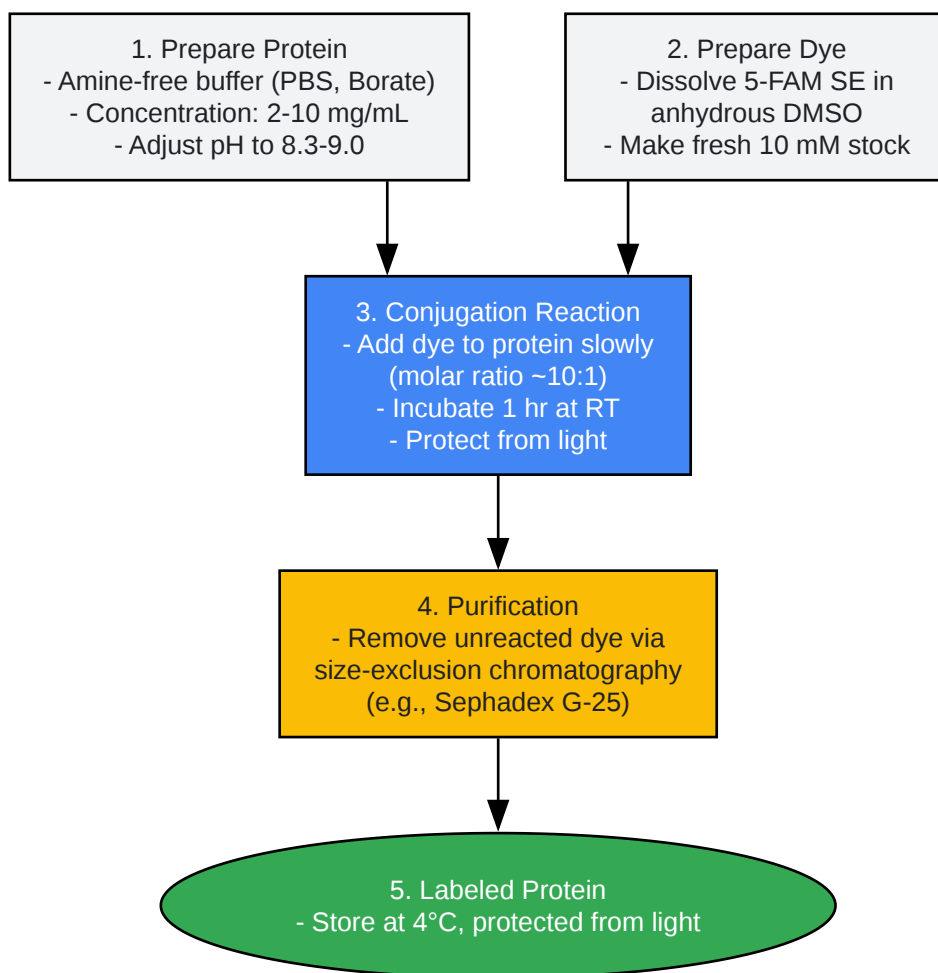 1. Prepare Protein
- Amine-free buffer (PBS, Borate)
- Concentration: 2-10 mg/mL
- Adjust pH to 8.3-9.0
2. Prepare Dye
- Dissolve 5-FAM SE in
anhydrous DMSO
- Make fresh 10 mM stock
3. Conjugation Reaction
- Add dye to protein slowly
(molar ratio ~10:1)
- Incubate 1 hr at RT
- Protect from light
4. Purification
- Remove unreacted dye via
size-exclusion chromatography
(e.g., Sephadex G-25)
5. Labeled Protein
- Store at 4°C, protected from light